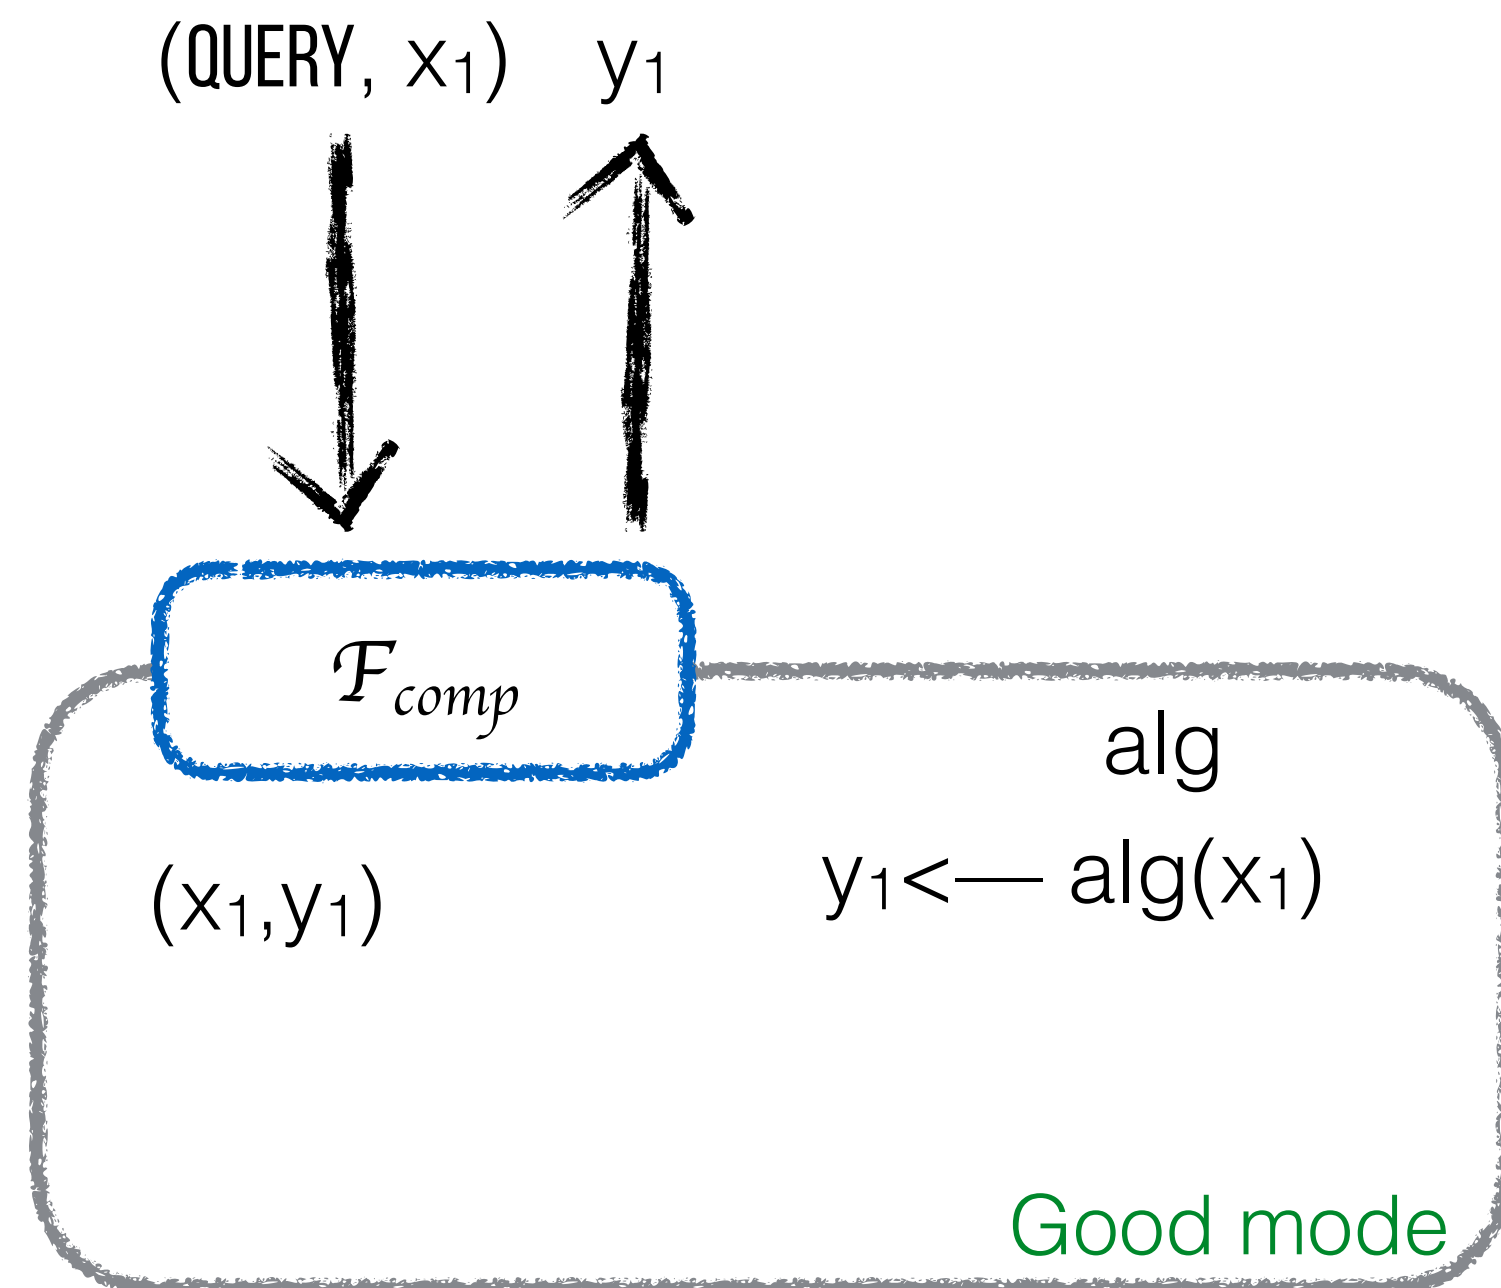 (QUERY, x₁) y₁
ℱcomp
alg
(x₁,y₁) y₁<— alg(x₁)
Good mode